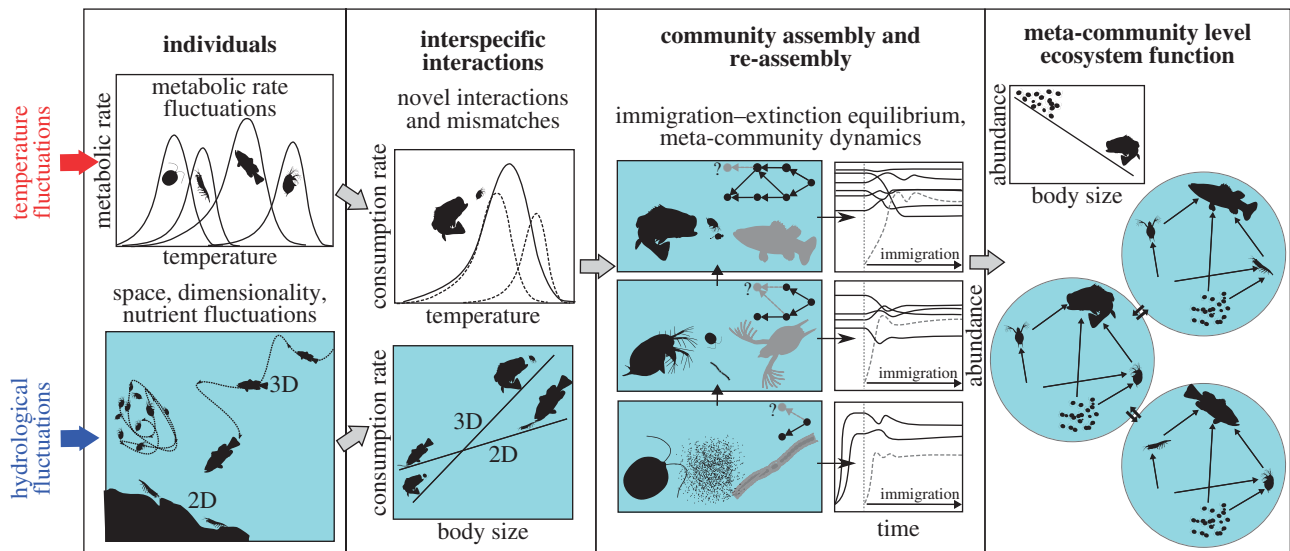 temperature
fluctuations
hydrological
fluctuations
individuals
metabolic rate
fluctuations
metabolic rate
temperature
space, dimensionality,
nutrient fluctuations
3D
2D
interspecific
interactions
novel interactions
and mismatches
consumption rate
temperature
consumption rate
3D
2D
body size
community assembly and
re-assembly
immigration–extinction equilibrium,
meta-community dynamics
?
immigration
?
immigration
?
immigration
abundance
time
meta-community level
ecosystem function
abundance
body size